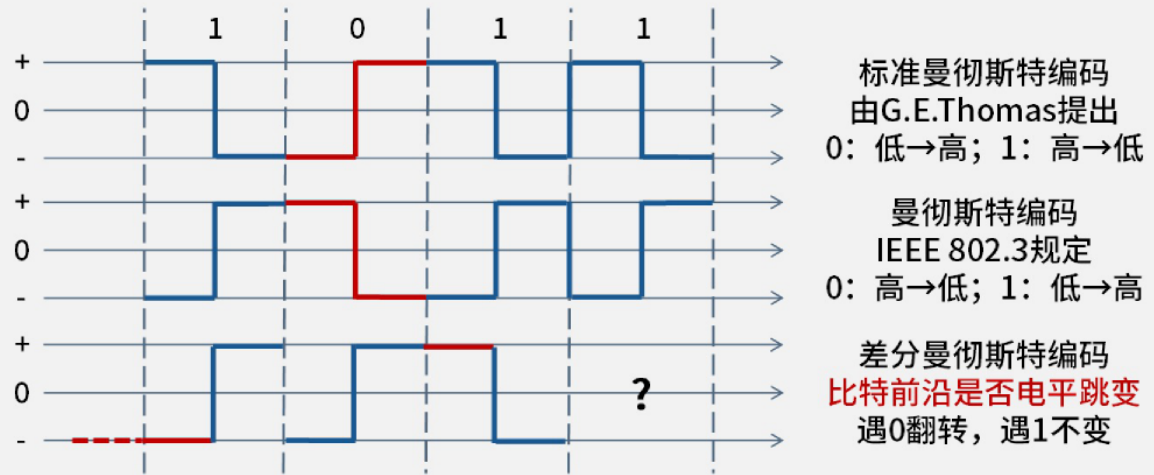 1 0 1 1
+
0
-
标准曼彻斯特编码
由G.E.Thomas提出
0：低→高；1：高→低
+
0
-
曼彻斯特编码
IEEE 802.3规定
0：高→低；1：低→高
+
0
-
?
差分曼彻斯特编码
比特前沿是否电平跳变
遇0翻转，遇1不变